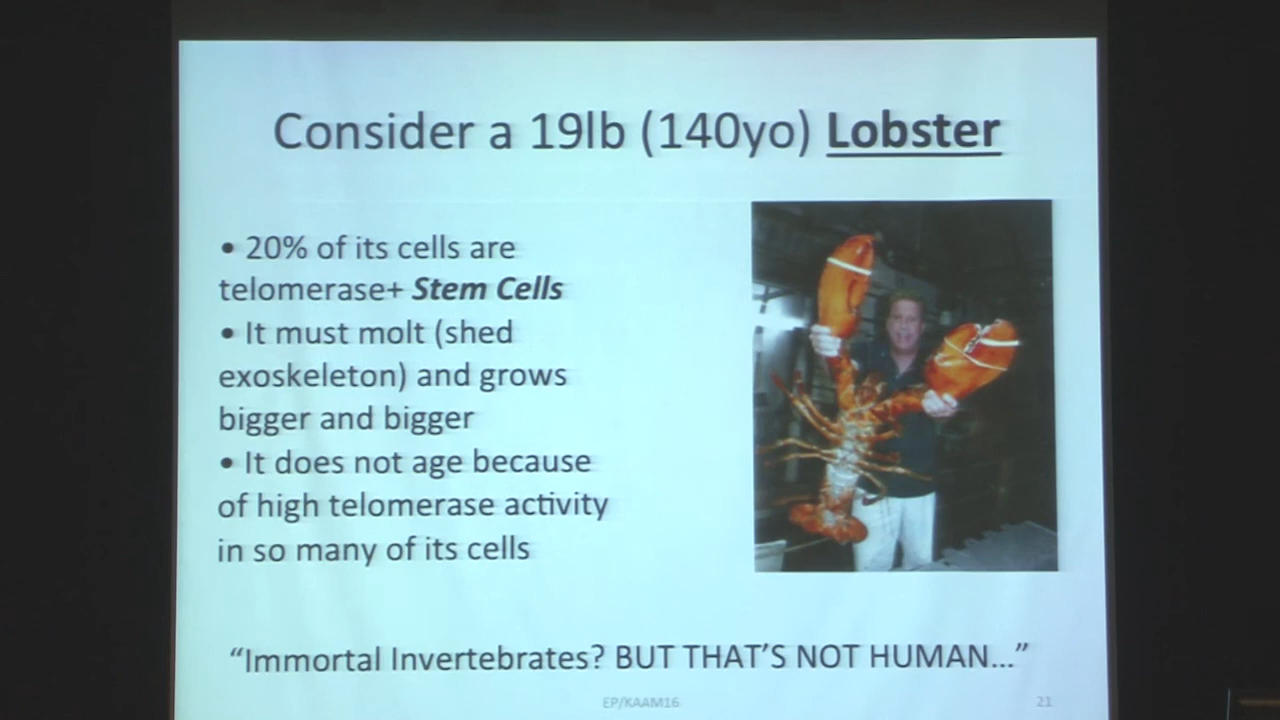 Consider a 19lb (140yo) Lobster
• 20% of its cells are
telomerase+ Stem Cells
• It must molt (shed
exoskeleton) and grows
bigger and bigger
• It does not age because
of high telomerase activity
in so many of its cells
“Immortal Invertebrates? BUT THAT’S NOT HUMAN...”
EP/KAAM16
21